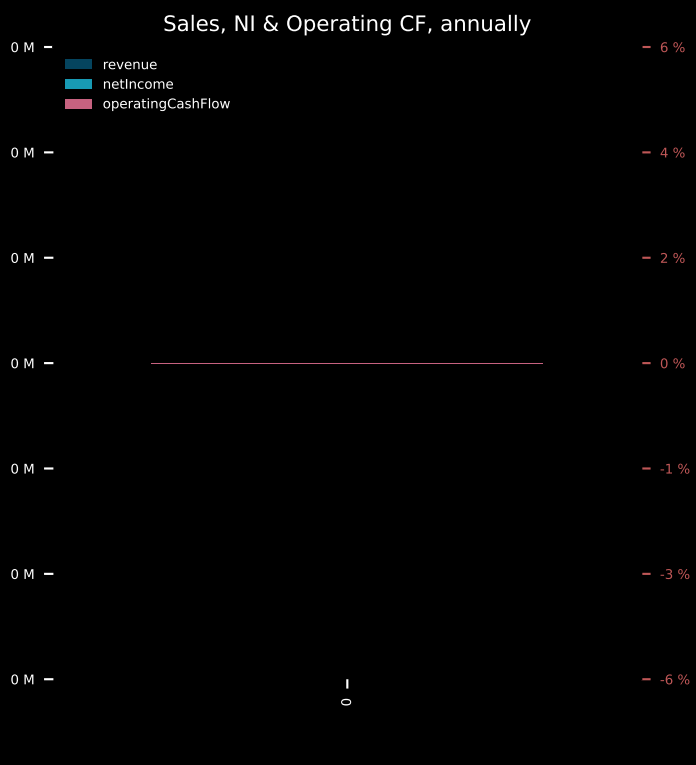 Sales, NI & Operating CF, annually
0 M
6 %
revenue
netIncome
operatingCashFlow
0 M
4 %
0 M
2 %
0 M
0 %
0 M
-1 %
0 M
-3 %
0 M
-6 %
0